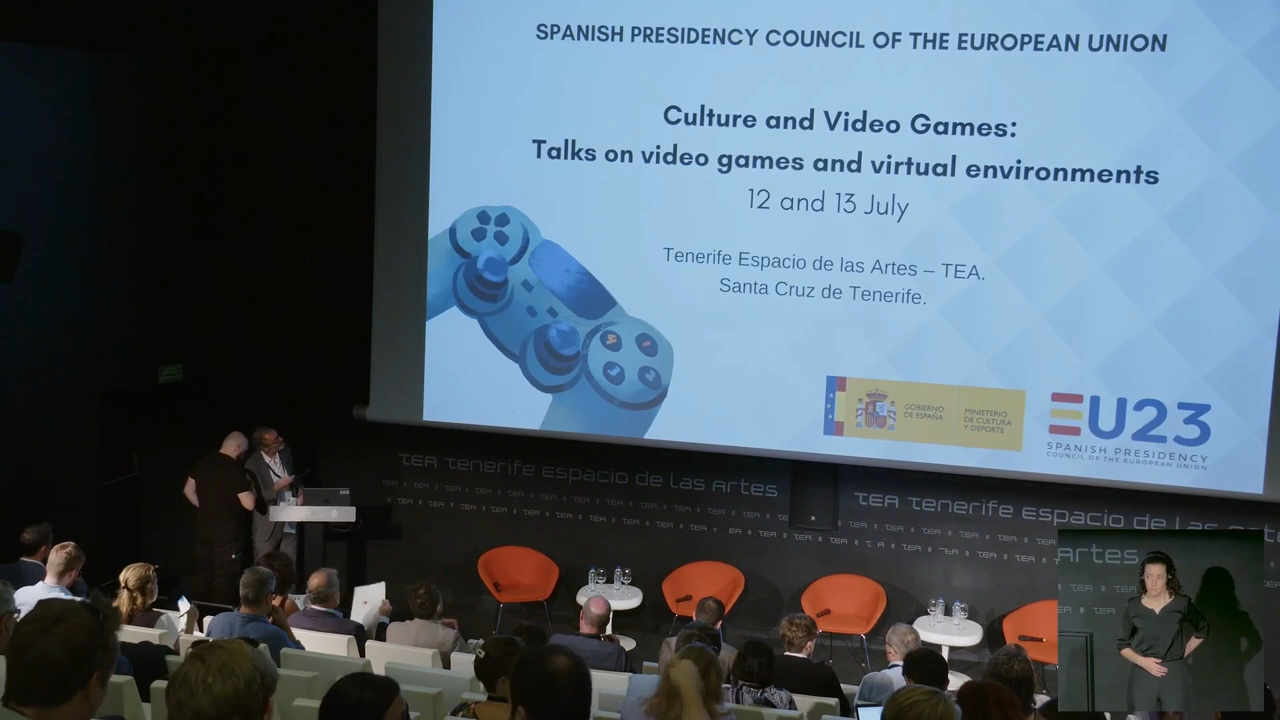 SPANISH PRESIDENCY COUNCIL OF THE EUROPEAN UNION
Culture and Video Games:
Talks on video games and virtual environments
12 and 13 July
Tenerife Espacio de las Artes – TEA.
Santa Cruz de Tenerife.
GOBIERNO
DE ESPAÑA
MINISTERIO
DE CULTURA
Y DEPORTE
EU23
SPANISH PRESIDENCY
COUNCIL OF THE EUROPEAN UNION
TEA Tenerife espacio de las Artes
TEA Tenerife espacio de las Arte
Artes